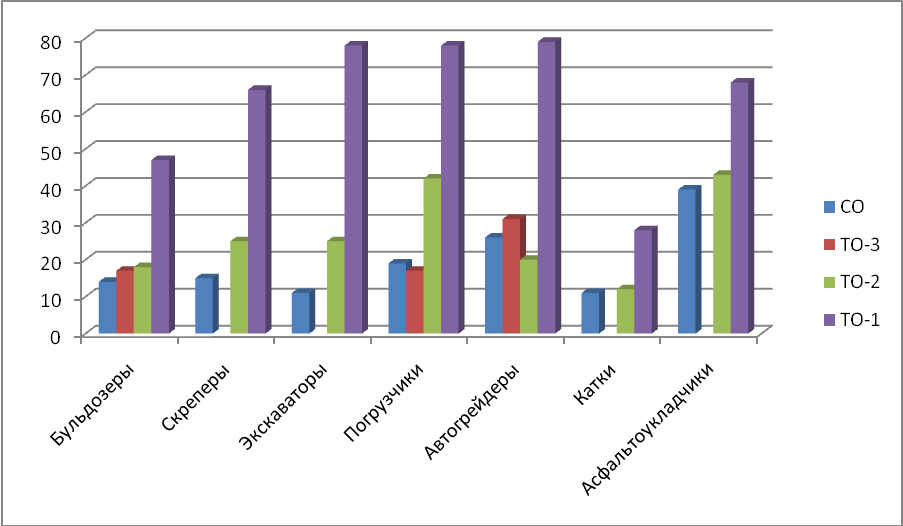 80
70
60
50
40
30
20
10
0
Бульдозеры
Скреперы
Экскаваторы
Погрузчики
Автогрейдеры
Катки
Асфальтоукладчики
СО
ТО-3
ТО-2
ТО-1